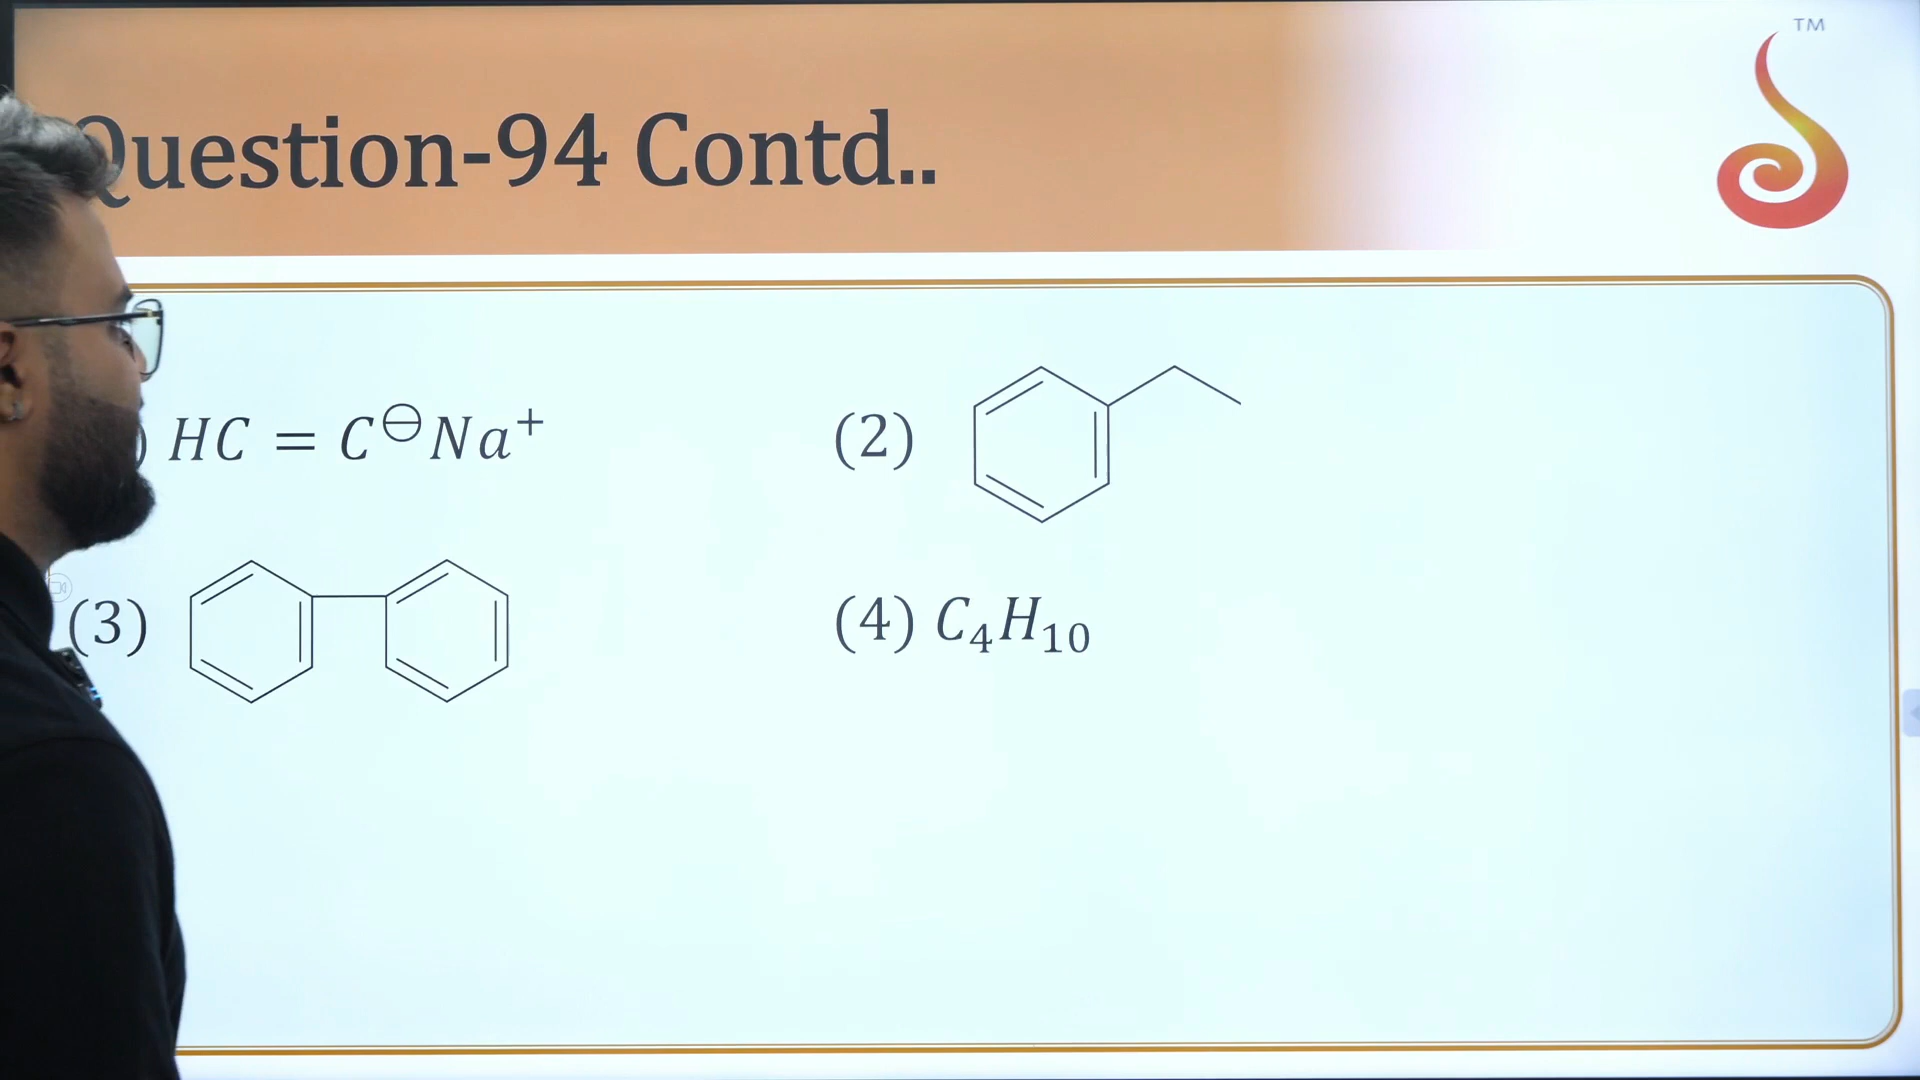 TM
Question-94 Contd..
) HC = C⊖Na⁺
(2)
(3)
(4) C₄H₁₀